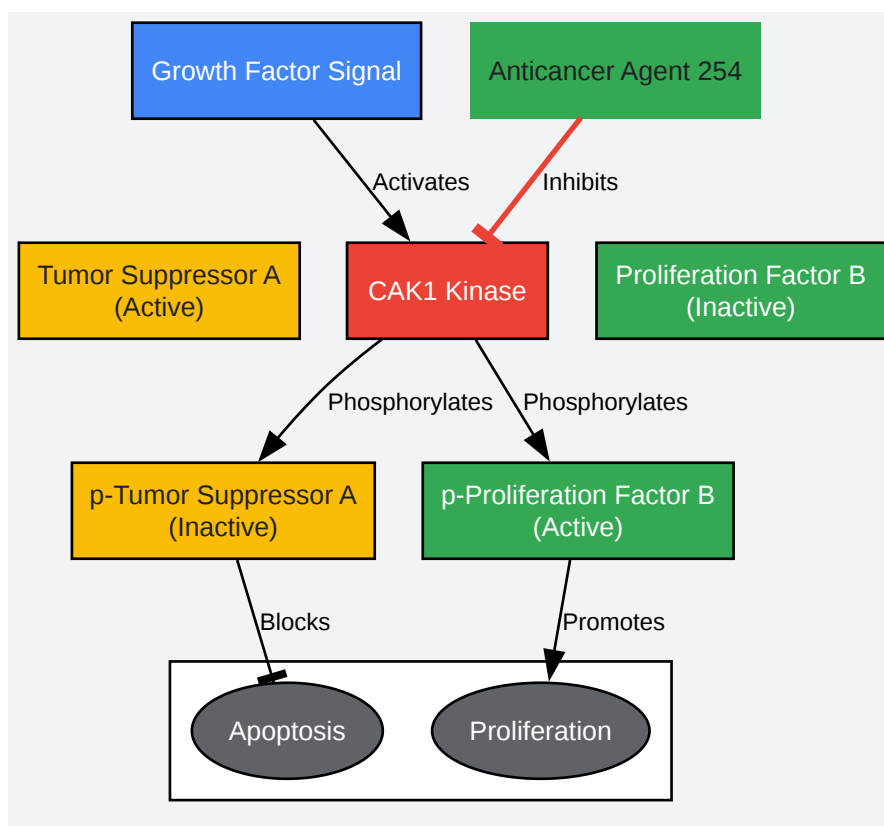 Growth Factor Signal
Anticancer Agent 254
Activates
Inhibits
Tumor Suppressor A
(Active)
CAK1 Kinase
Proliferation Factor B
(Inactive)
Phosphorylates
Phosphorylates
p-Tumor Suppressor A
(Inactive)
p-Proliferation Factor B
(Active)
Blocks
Promotes
Apoptosis
Proliferation